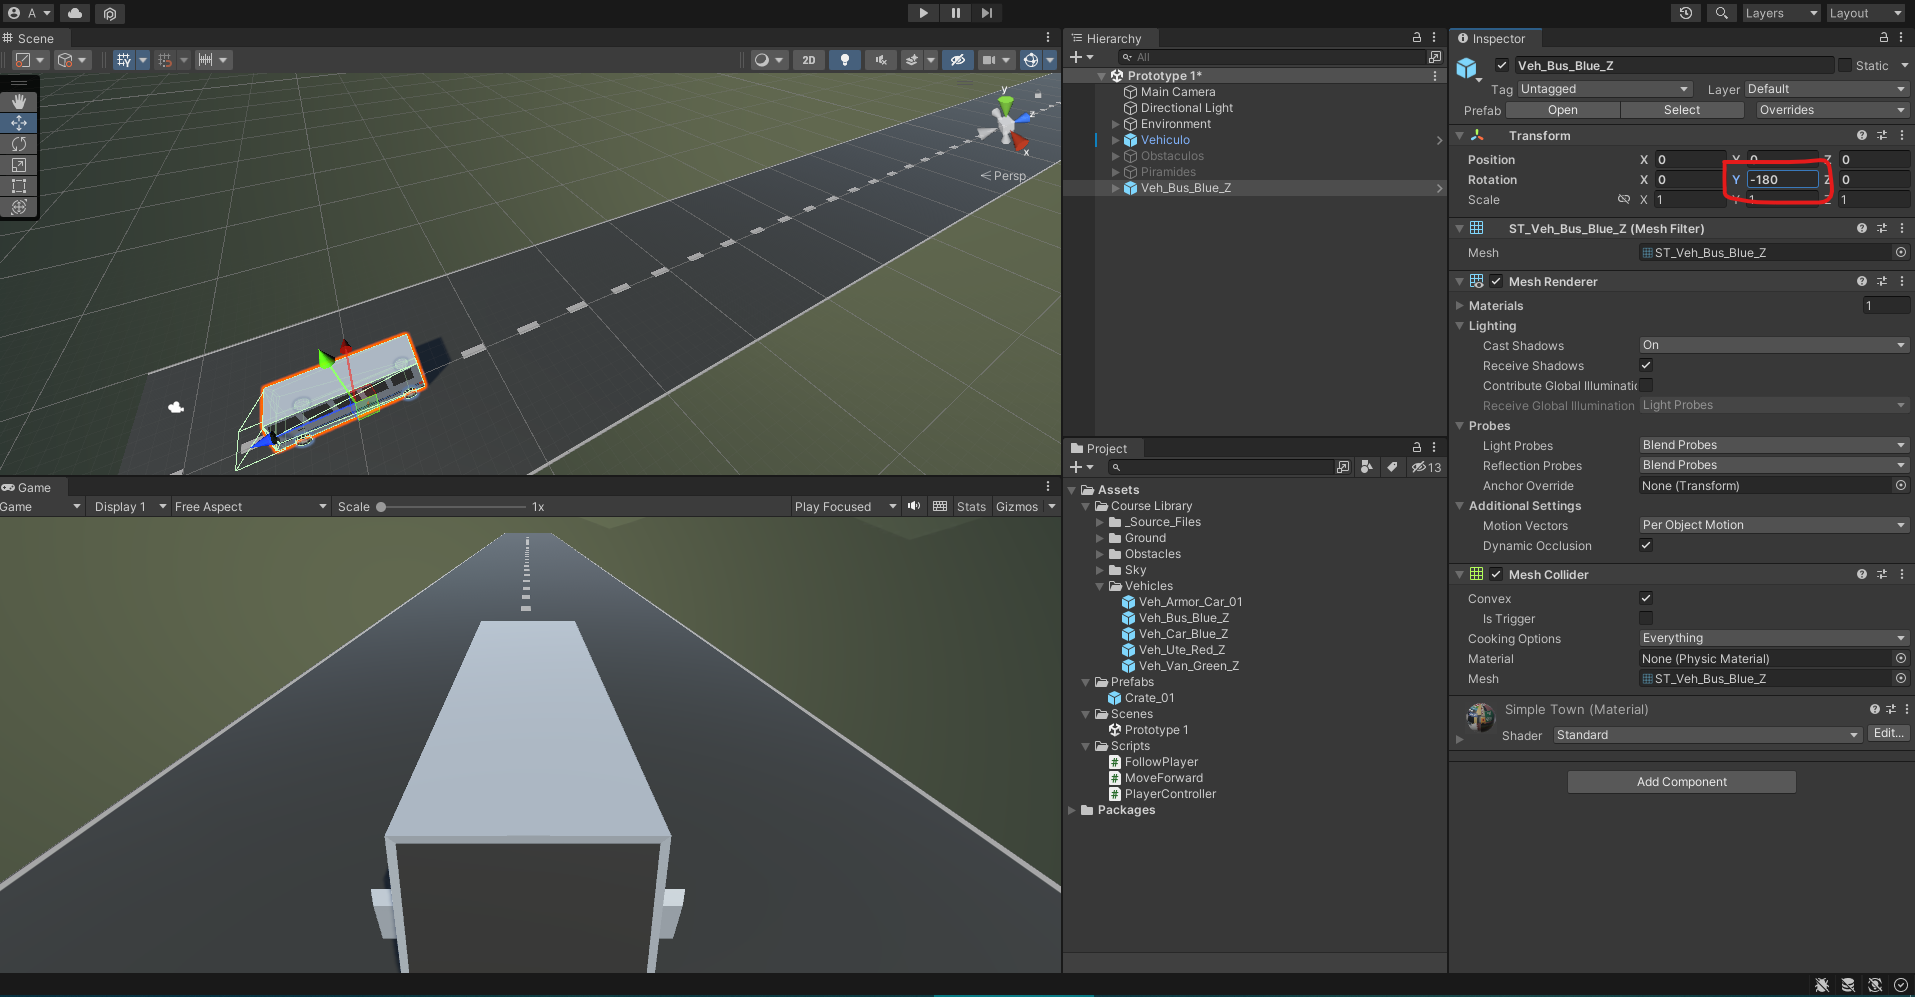 A
Layers
Layout
Scene
2D
y
z
x
Persp
Game
Game
Display 1
Free Aspect
Scale
1x
Play Focused
Stats
Gizmos
Hierarchy
All
Prototype 1*
Main Camera
Directional Light
Environment
Vehiculo
Obstaculos
Piramides
Veh_Bus_Blue_Z
Project
13
Assets
Course Library
_Source_Files
Ground
Obstacles
Sky
Vehicles
Veh_Armor_Car_01
Veh_Bus_Blue_Z
Veh_Car_Blue_Z
Veh_Ute_Red_Z
Veh_Van_Green_Z
Prefabs
Crate_01
Scenes
Prototype 1
Scripts
FollowPlayer
MoveForward
PlayerController
Packages
Inspector
Veh_Bus_Blue_Z
Static
Tag Untagged Layer Default
Prefab Open Select Overrides
Transform
Position X 0 Y 0 Z 0
Rotation X 0 Y -180 Z 0
Scale X 1 Y 1 Z 1
ST_Veh_Bus_Blue_Z (Mesh Filter)
Mesh ST_Veh_Bus_Blue_Z
Mesh Renderer
Materials 1
Lighting
Cast Shadows On
Receive Shadows
Contribute Global Illuminatic
Receive Global Illumination Light Probes
Probes
Light Probes Blend Probes
Reflection Probes Blend Probes
Anchor Override None (Transform)
Additional Settings
Motion Vectors Per Object Motion
Dynamic Occlusion
Mesh Collider
Convex
Is Trigger
Cooking Options Everything
Material None (Physic Material)
Mesh ST_Veh_Bus_Blue_Z
Simple Town (Material)
Shader Standard Edit...
Add Component